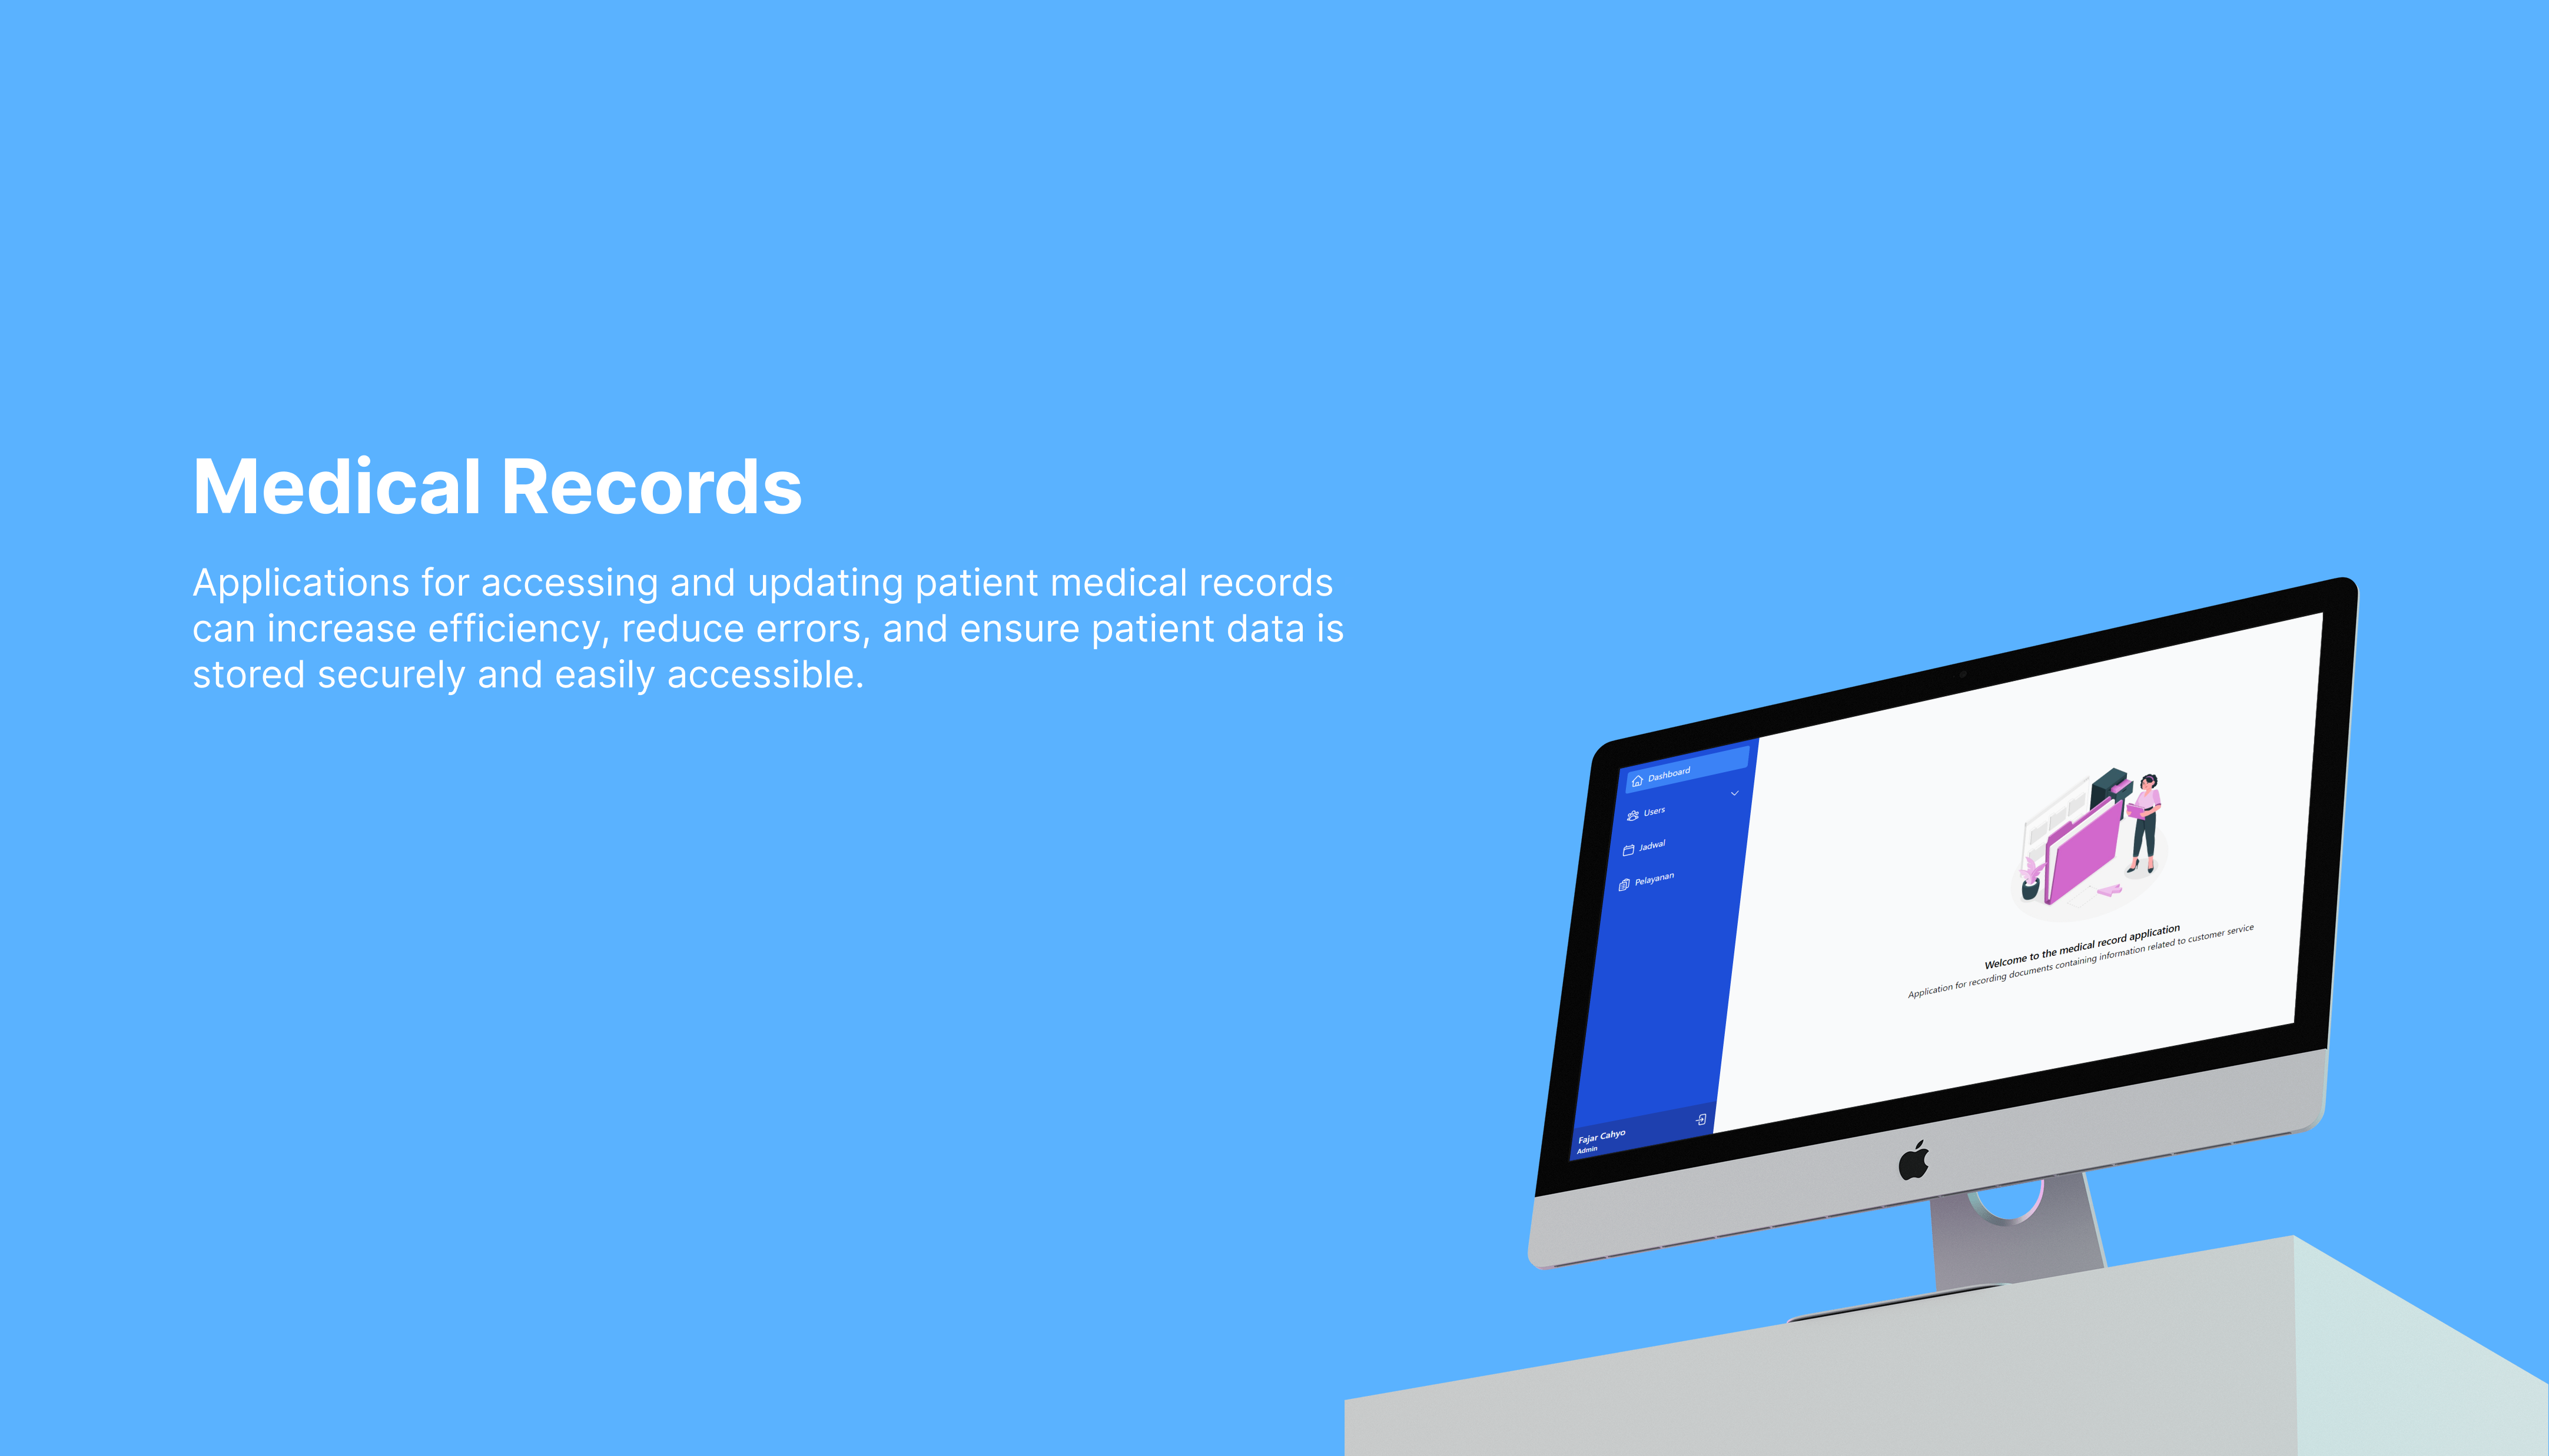 Medical Records
Applications for accessing and updating patient medical records
can increase efficiency, reduce errors, and ensure patient data is
stored securely and easily accessible.
Dashboard
Users
Jadwal
Pelayanan
Welcome to the medical record application
Application for recording documents containing information related to customer service
Fajar Cahyo
Admin